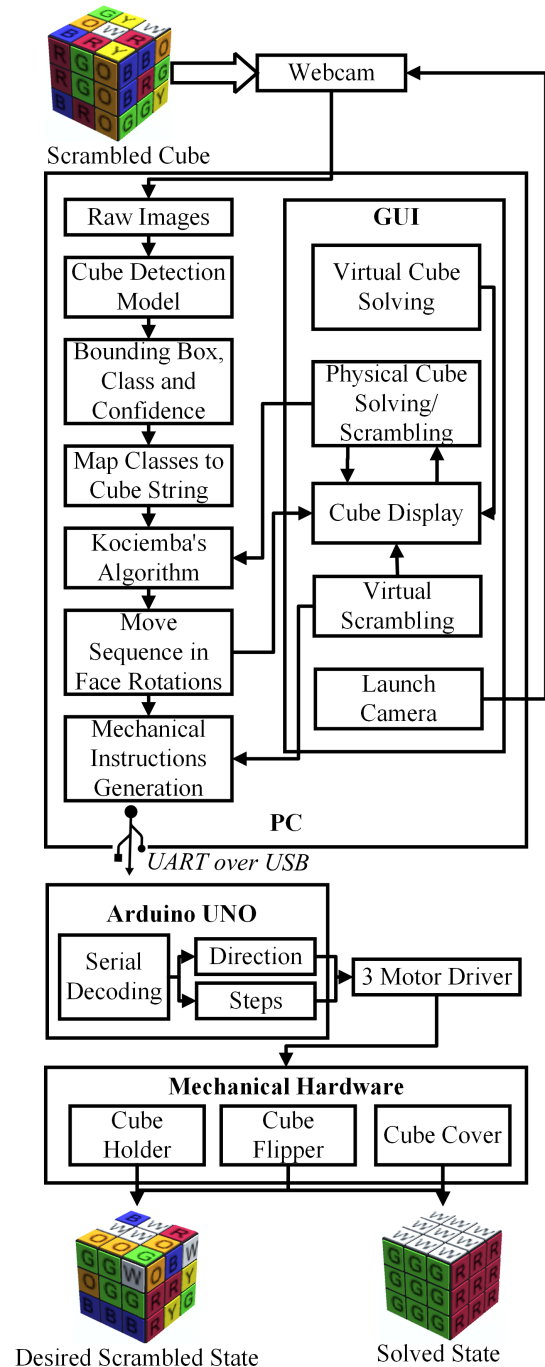 R G O
R G O
B R O
Scrambled Cube
Webcam
Raw Images
Cube Detection
Model
Bounding Box,
Class and
Confidence
Map Classes to
Cube String
Kociemba's
Algorithm
Move
Sequence in
Face Rotations
Mechanical
Instructions
Generation
GUI
Virtual Cube
Solving
Physical Cube
Solving/
Scrambling
Cube Display
Virtual
Scrambling
Launch
Camera
PC
UART over USB
Arduino UNO
Serial
Decoding
Direction
Steps
3 Motor Driver
Mechanical Hardware
Cube
Holder
Cube
Flipper
Cube Cover
G G W
B B B
Desired Scrambled State
W W W
W W W
W W W
G G G R R R
G G G R R R
G G G R R R
Solved State